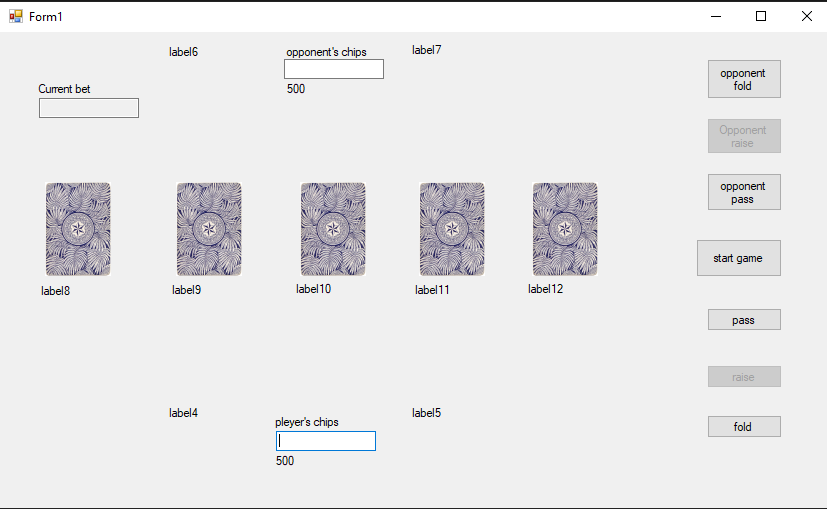 Form1
label6
opponent's chips
label7
500
Current bet
opponent
fold
Opponent
raise
opponent
pass
start game
label8
label9
label10
label11
label12
pass
raise
label4
pleyer's chips
label5
fold
500